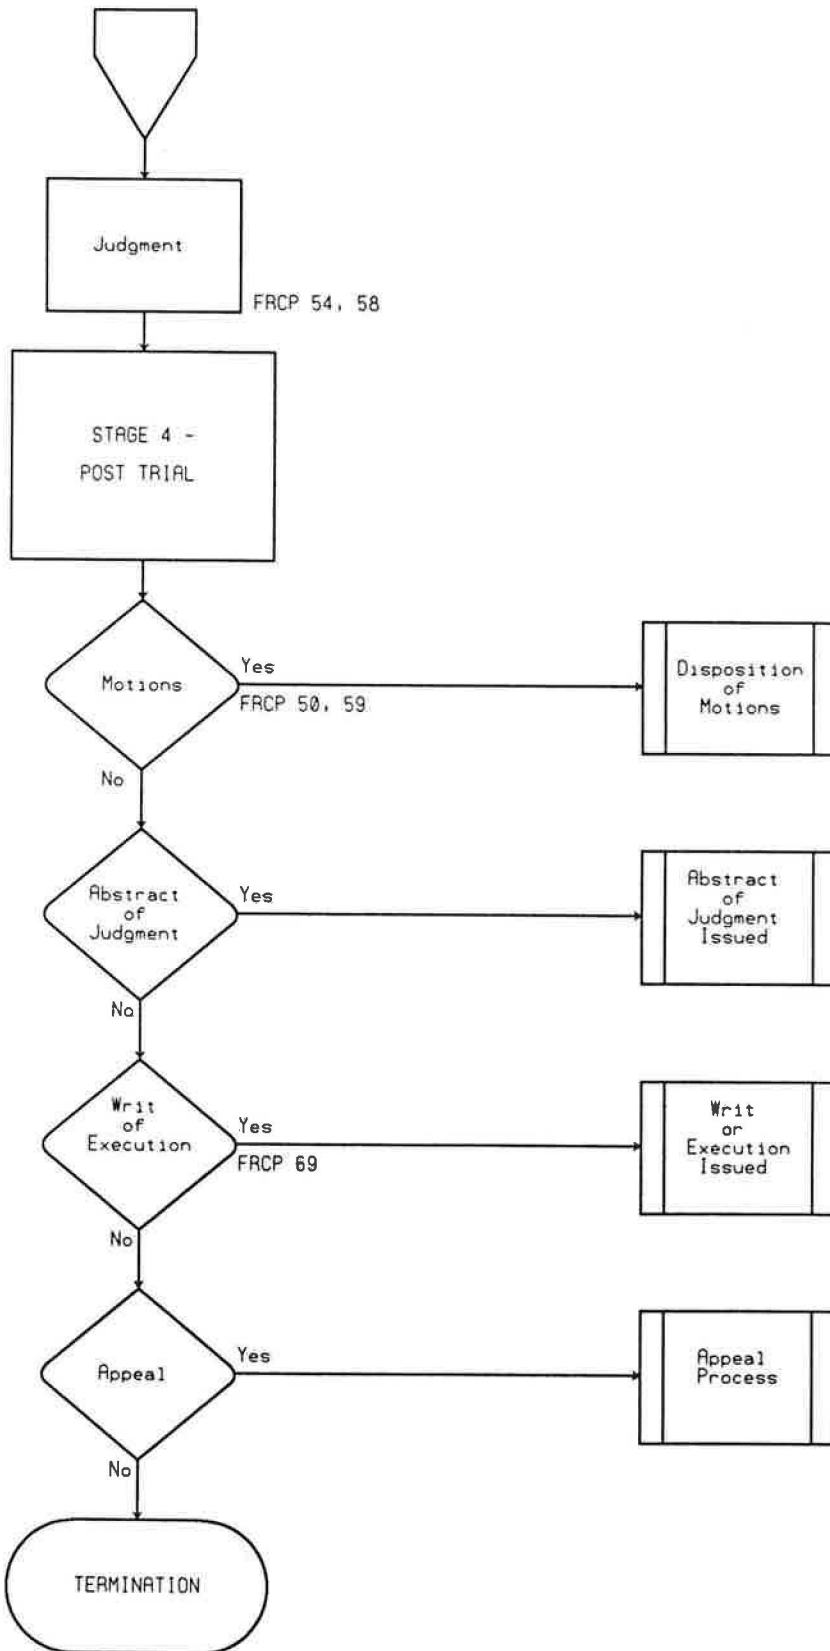 Judgment
FRCP 54, 58
STAGE 4 -
POST TRIAL
Motions
Yes
FRCP 50, 59
Disposition
of
Motions
No
Abstract
of
Judgment
Yes
Abstract
of
Judgment
Issued
No
Writ
of
Execution
Yes
FRCP 69
Writ
or
Execution
Issued
No
Appeal
Yes
Appeal
Process
No
TERMINATION